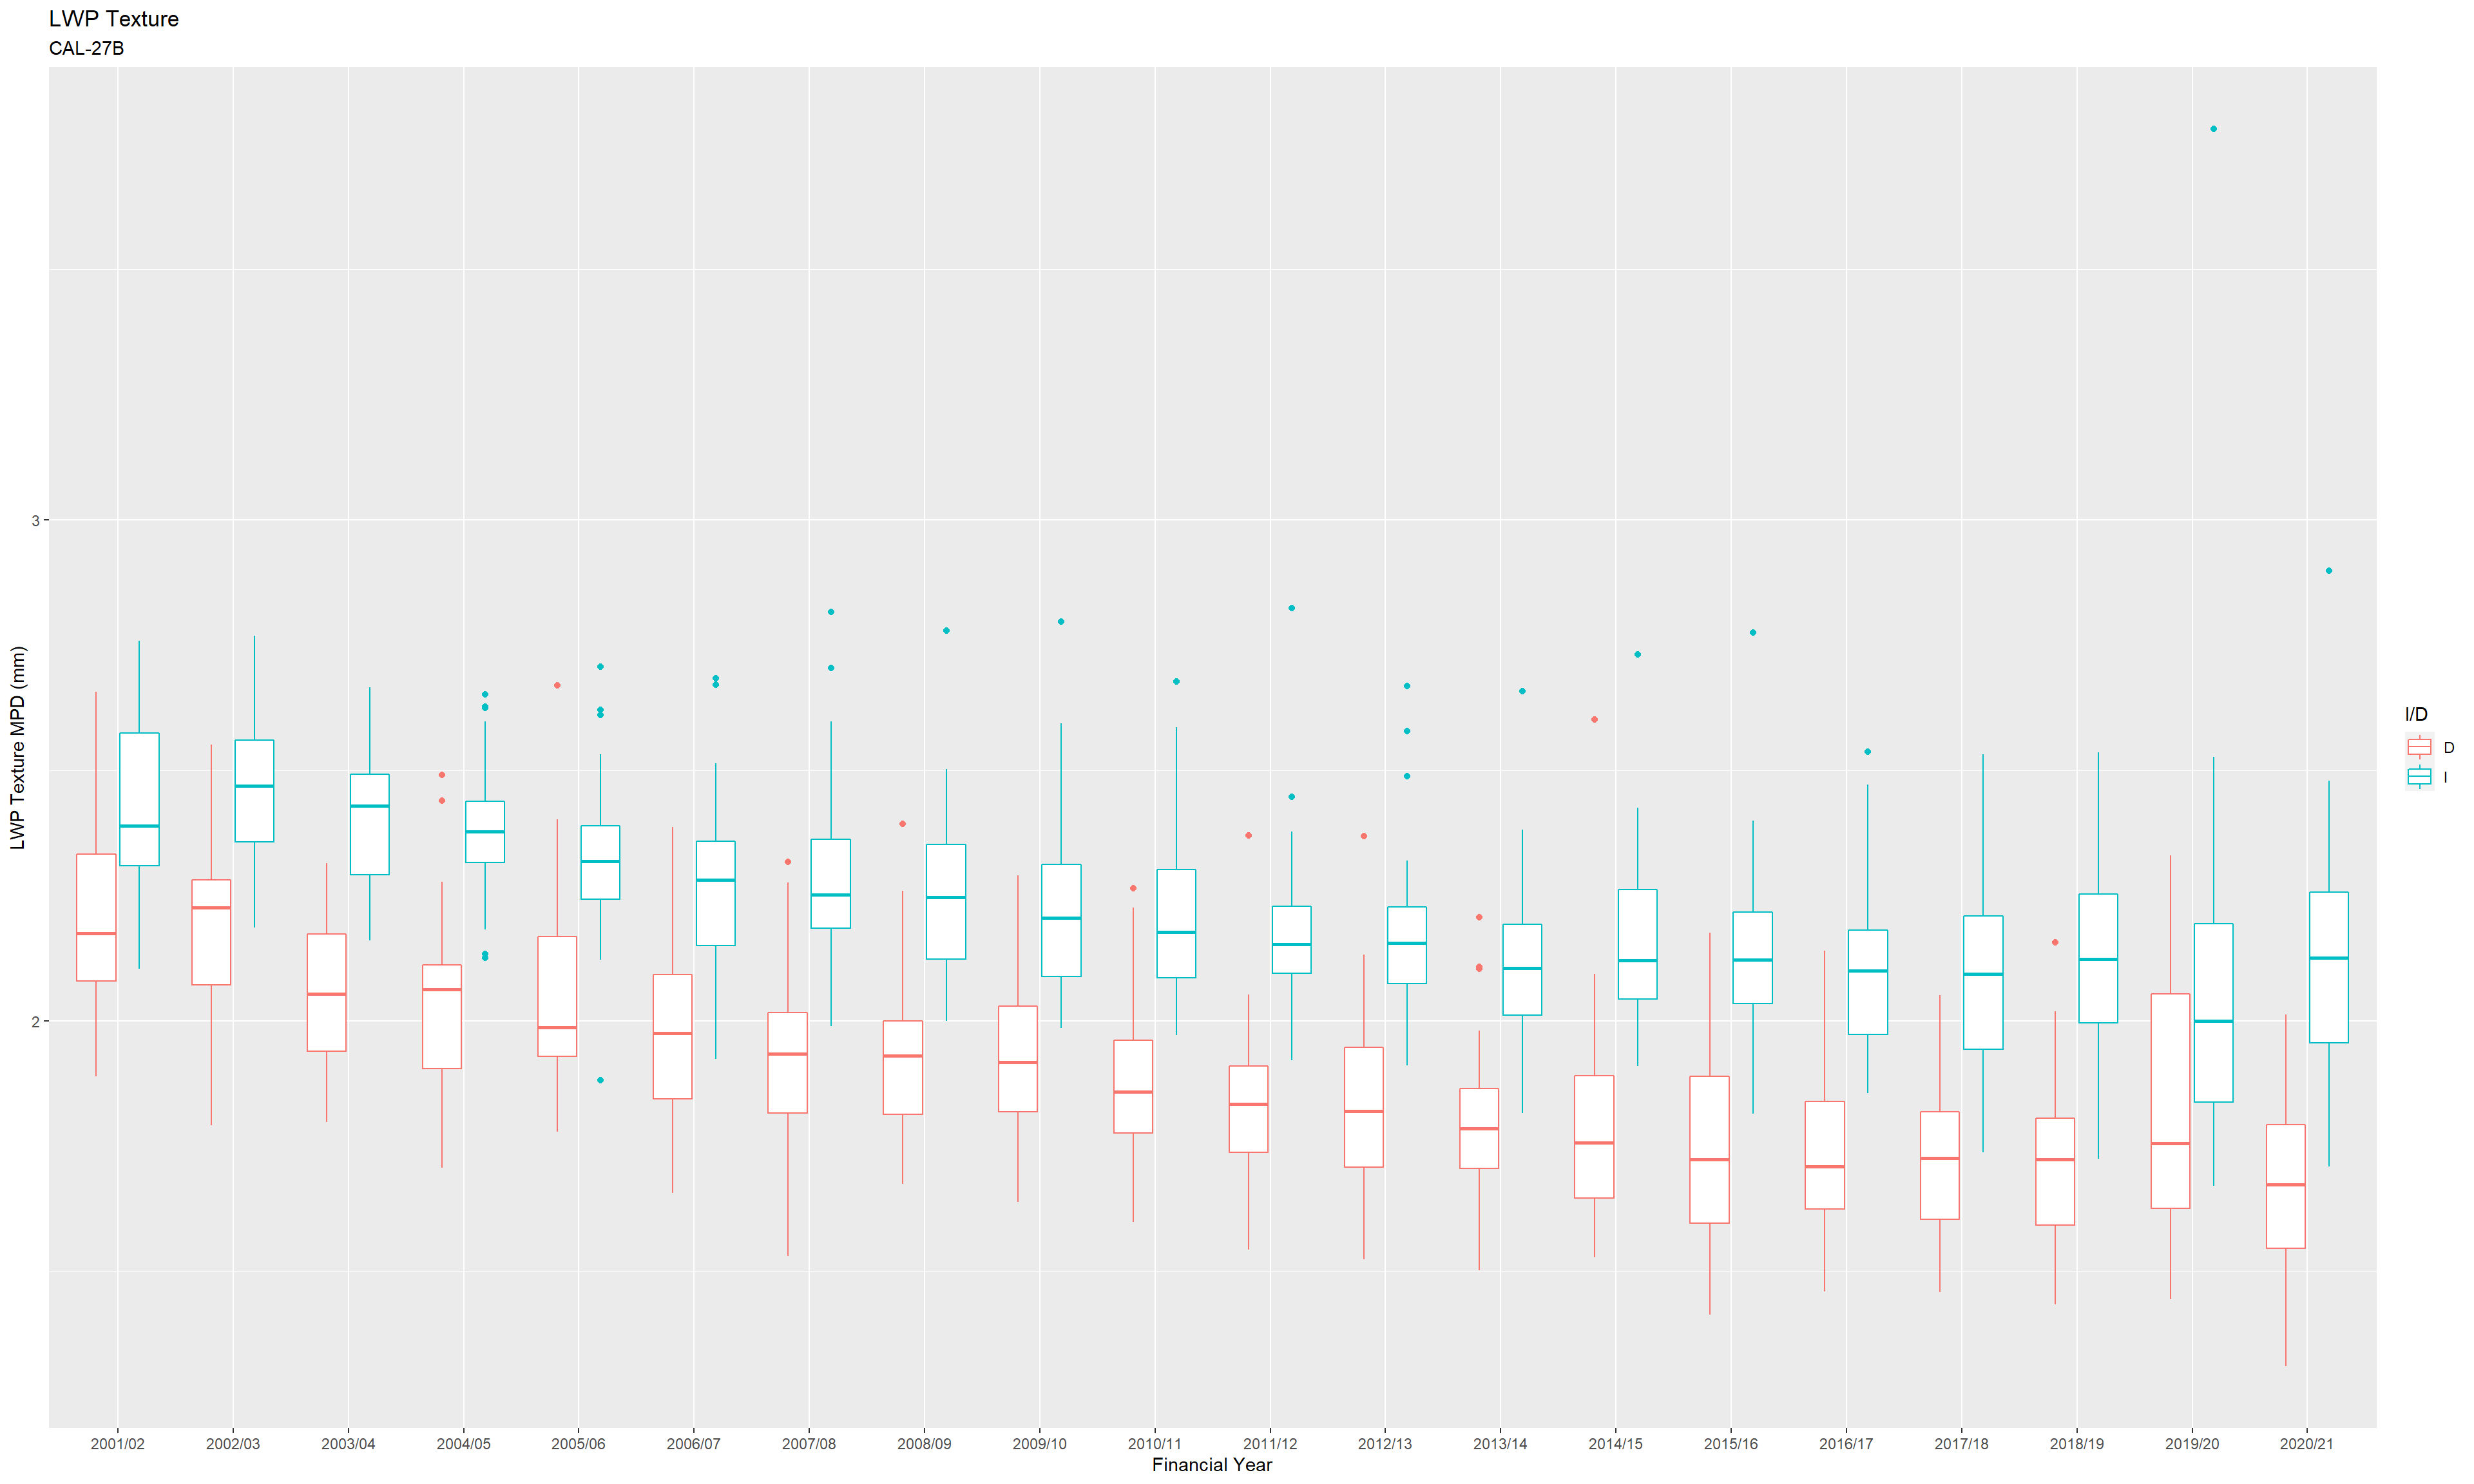 LWP Texture
CAL-27B
LWP Texture MPD (mm)
3
2
2001/02 2002/03 2003/04 2004/05 2005/06 2006/07 2007/08 2008/09 2009/10 2010/11 2011/12 2012/13 2013/14 2014/15 2015/16 2016/17 2017/18 2018/19 2019/20 2020/21
Financial Year
I/D
D
I